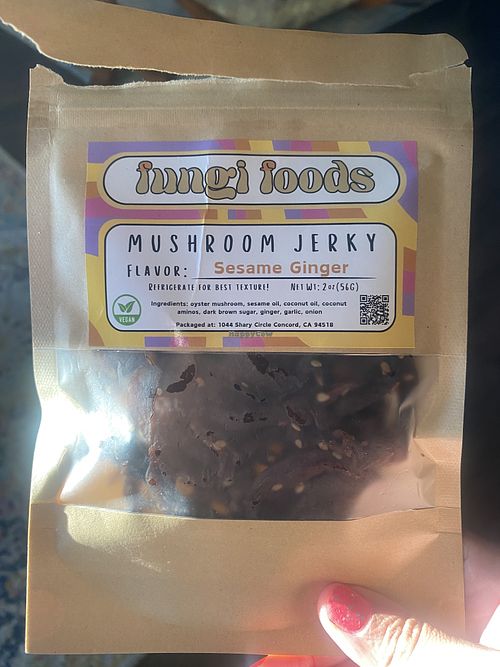 fungi foods
MUSHROOM JERKY
FLAVOR: Sesame Ginger
REFRIGERATE FOR BEST TEXTURE! NET WT: 2oz(56G)
Ingredients: oyster mushroom, sesame oil, coconut oil, coconut
aminos, dark brown sugar, ginger, garlic, onion
VEGAN
Packaged at: 1044 Shary Circle Concord, CA 94518
HappyCow